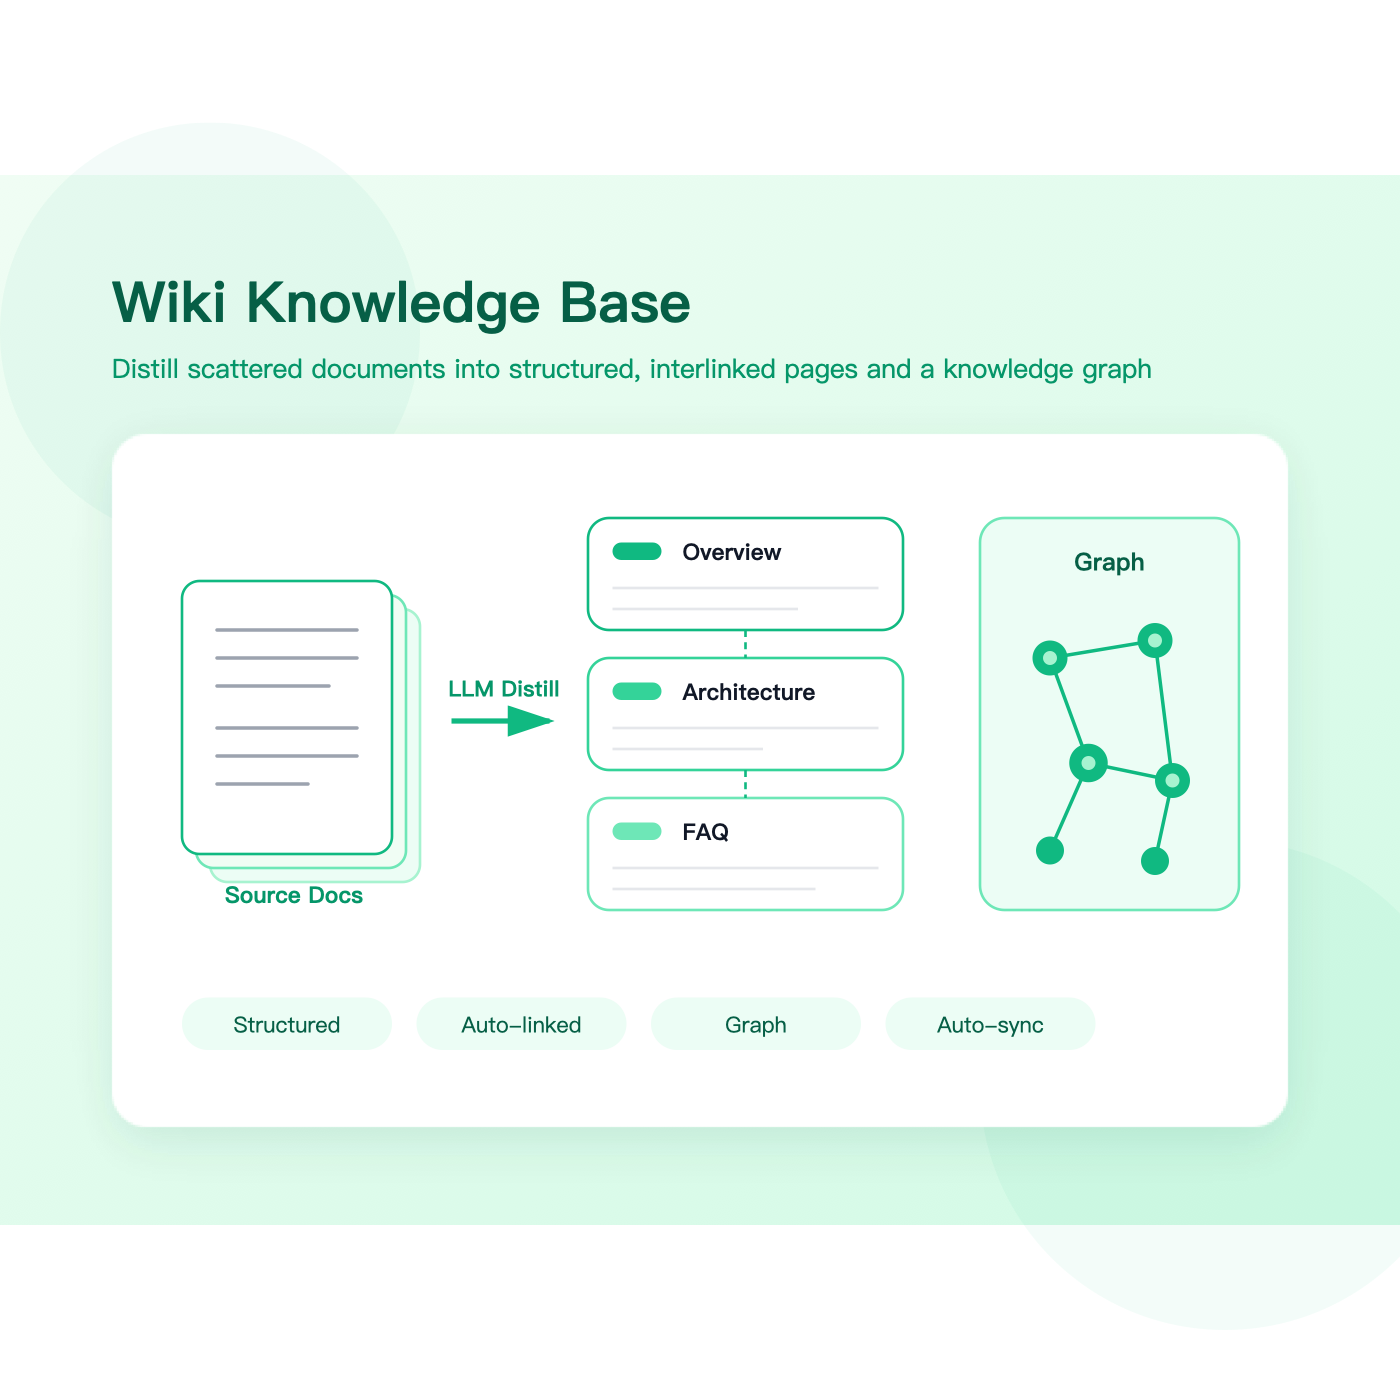 Wiki Knowledge Base
Distill scattered documents into structured, interlinked pages and a knowledge graph
Source Docs
LLM Distill
Overview
Architecture
FAQ
Graph
Structured
Auto–linked
Graph
Auto–sync